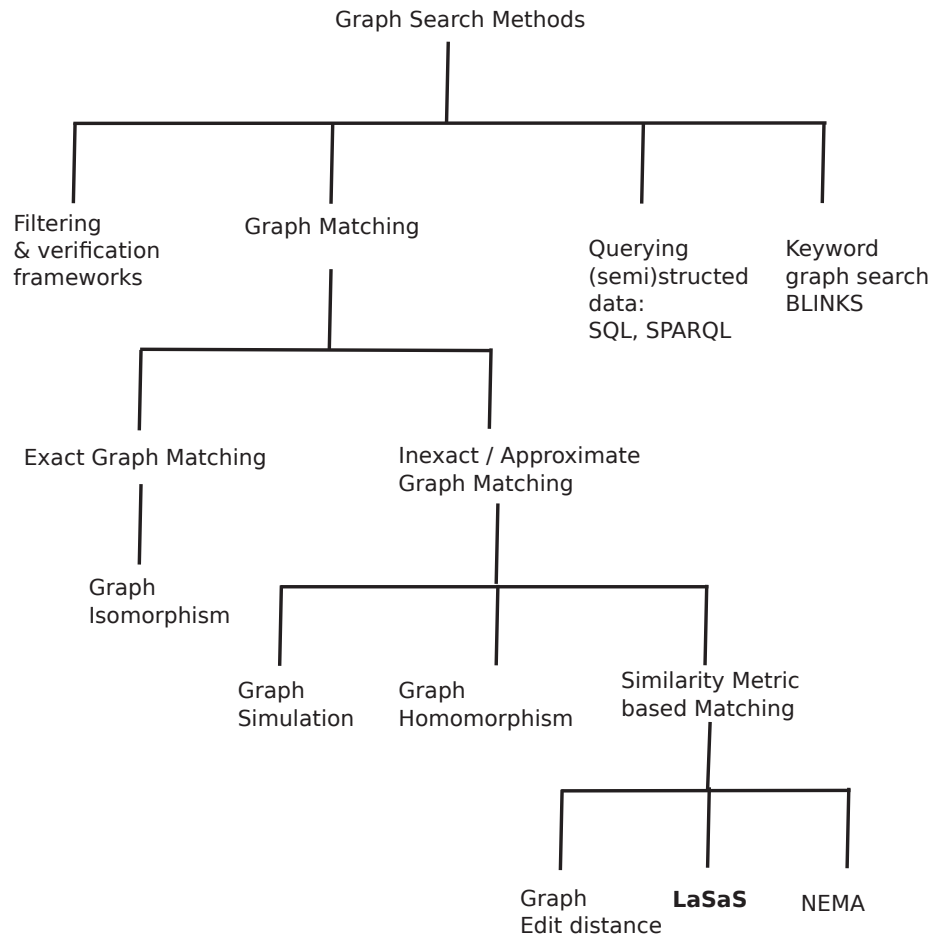 Graph Search Methods
Filtering
& verification
frameworks
Graph Matching
Querying
(semi)structed
data:
SQL, SPARQL
Keyword
graph search
BLINKS
Exact Graph Matching
Inexact / Approximate
Graph Matching
Graph
Isomorphism
Graph
Simulation
Graph
Homomorphism
Similarity Metric
based Matching
Graph
Edit distance
LaSaS
NEMA